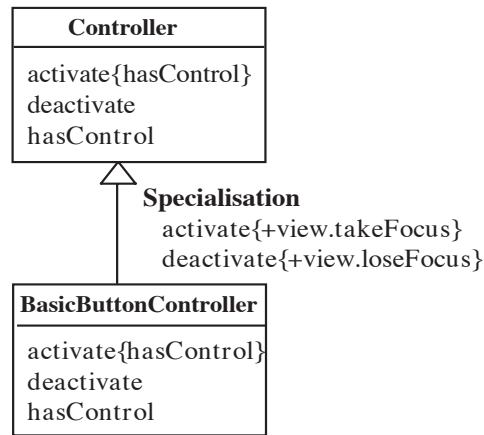 Controller
activate{hasControl}
deactivate
hasControl
Specialisation
activate{+view.takeFocus}
deactivate{+view.loseFocus}
BasicButtonController
activate{hasControl}
deactivate
hasControl